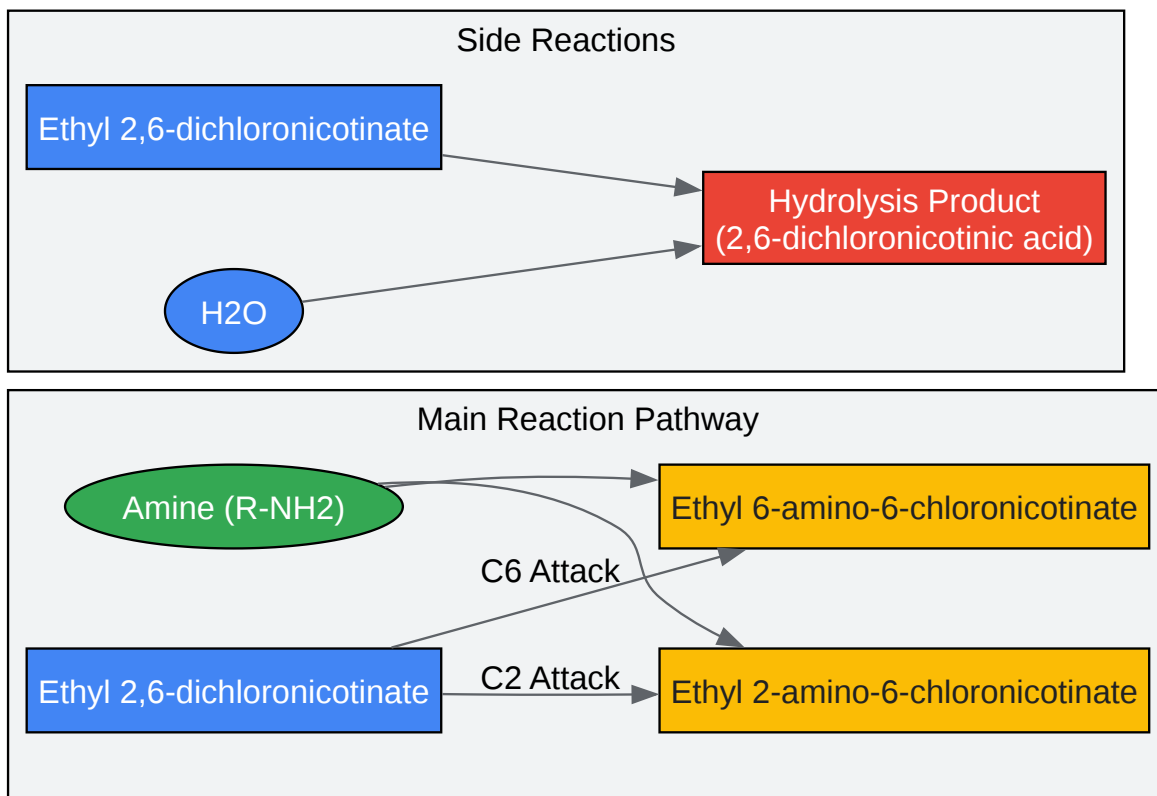 Side Reactions
Ethyl 2,6-dichloronicotinate
Hydrolysis Product
(2,6-dichloronicotinic acid)
H2O
Main Reaction Pathway
Amine (R-NH2)
Ethyl 6-amino-6-chloronicotinate
C6 Attack
Ethyl 2,6-dichloronicotinate
C2 Attack
Ethyl 2-amino-6-chloronicotinate